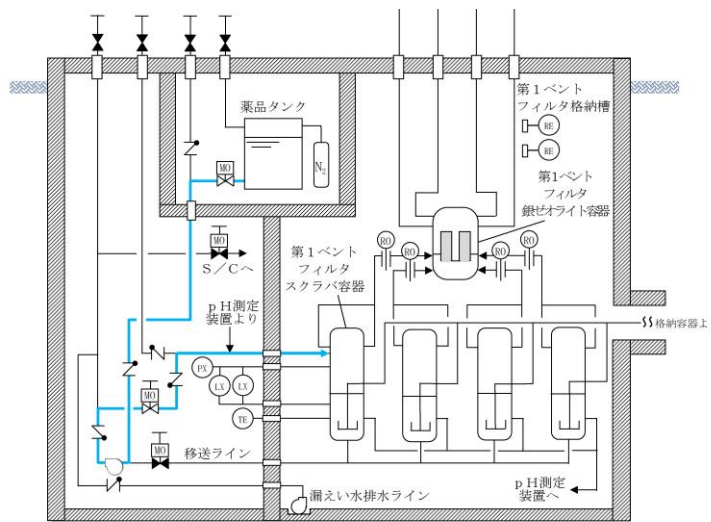 薬品タンク
第1ベント
フィルタ格納槽
RE
RE
MO
N2
第1ベント
フィルタ
銀ゼオライト容器
MO
S/Cへ
第1ベント
フィルタ
スクラバ容器
RO
RO
RO
RO
pH測定
装置より
格納容器よ
PX
LX
LX
MO
TE
MO
移送ライン
漏えい水排水ライン
pH測定
装置へ